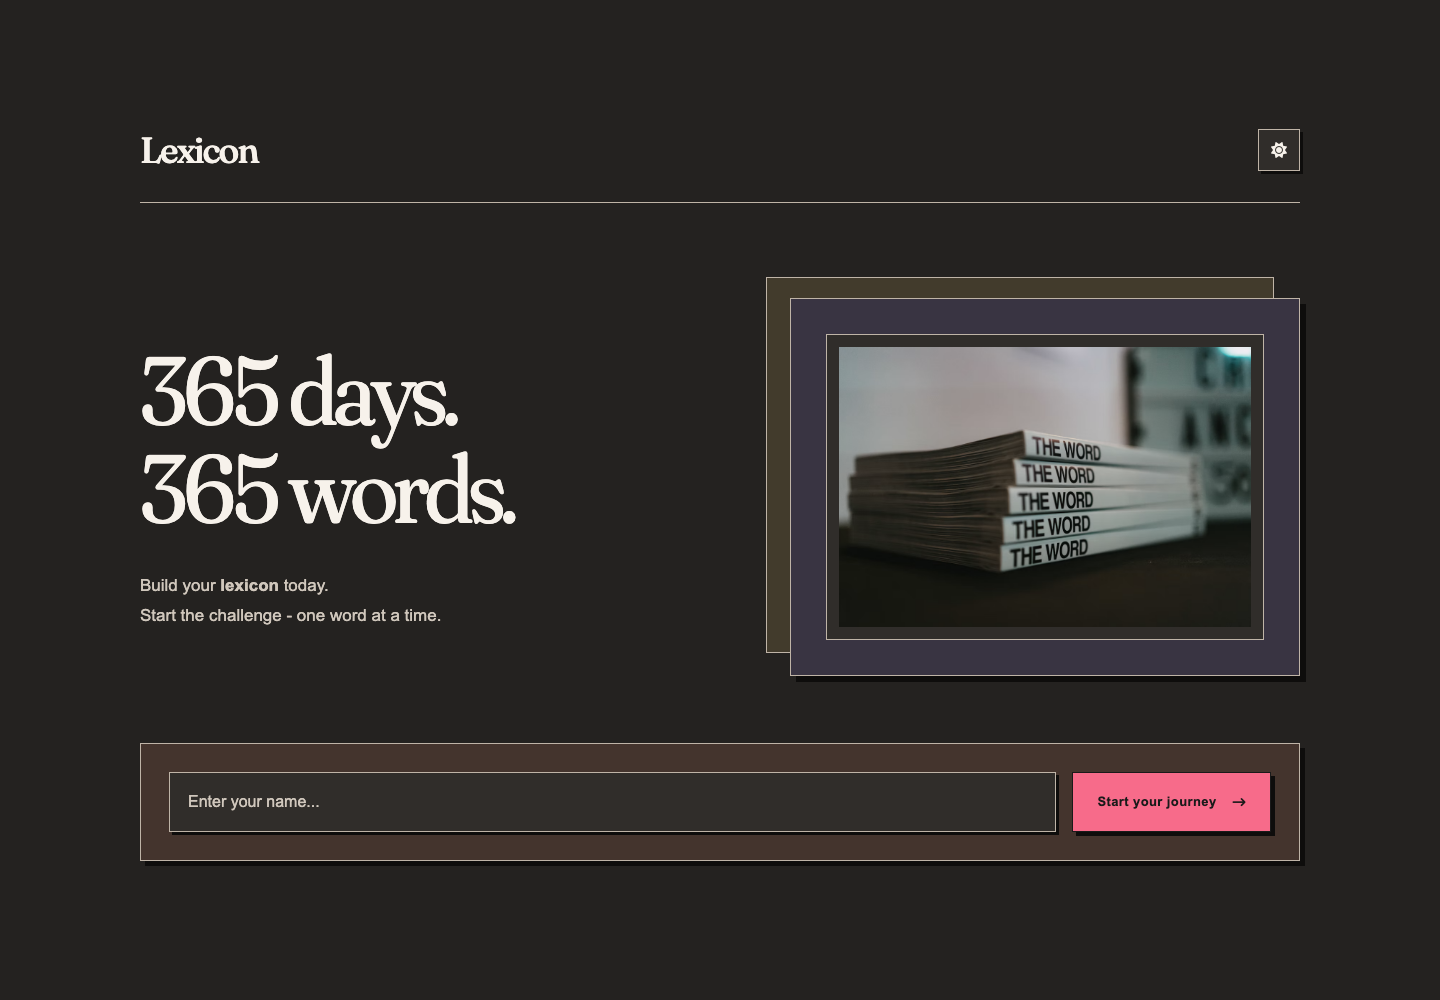 Lexicon
365 days.
365 words.
Build your lexicon today.
Start the challenge - one word at a time.
THE WORD
THE WORD
THE WORD
THE WORD
THE WORD
Enter your name...
Start your journey →